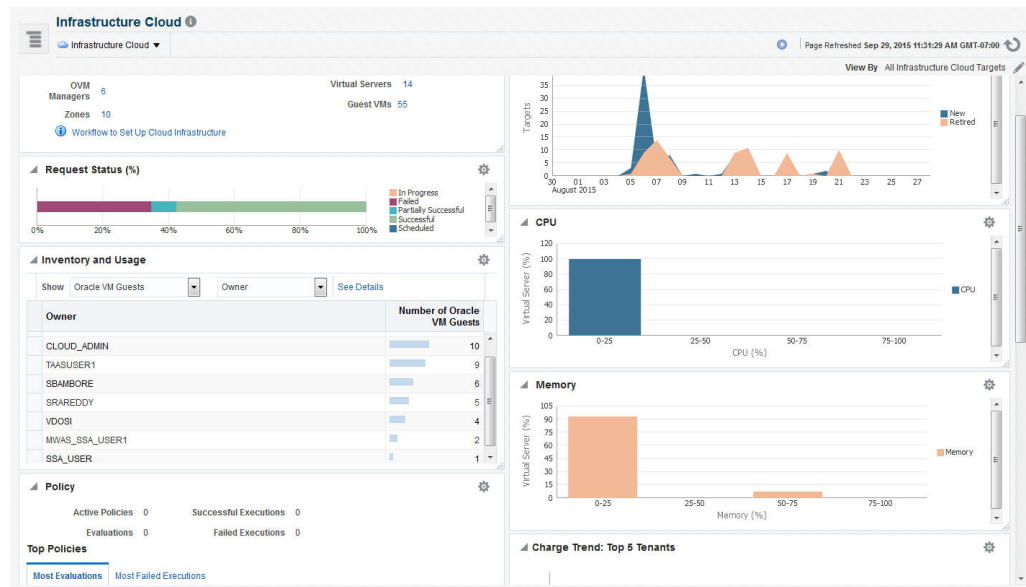 Infrastructure Cloud
Infrastructure Cloud
Page Refreshed Sep 29, 2015 11:31:29 AM GMT-07:00
View By All Infrastructure Cloud Targets
OVM Managers 6
Zones 10
Virtual Servers 14
Guest VMs 55
Workflow to Set Up Cloud Infrastructure
Request Status (%)
In Progress
Failed
Partially Successful
Successful
Scheduled
0% 20% 40% 60% 80% 100%
Inventory and Usage
Show Oracle VM Guests Owner See Details
Owner Number of Oracle VM Guests
CLOUD_ADMIN 10
TAASUSER1 9
SBAMBORE 6
SRAREDDY 5
VDOSI 4
MWAS_SSA_USER1 2
SSA_USER 1
Policy
Active Policies 0 Successful Executions 0
Evaluations 0 Failed Executions 0
Top Policies
Most Evaluations Most Failed Executions
Targets
35
30
25
20
15
10
5
0
30 01 03 05 07 09 11 13 15 17 19 21 23 25 27
August 2015
New
Retired
CPU
Virtual Server (%)
120
100
80
60
40
20
0
0-25 25-50 50-75 75-100
CPU (%)
CPU
Memory
Virtual Server (%)
105
90
75
60
45
30
15
0
0-25 25-50 50-75 75-100
Memory (%)
Memory
Charge Trend: Top 5 Tenants